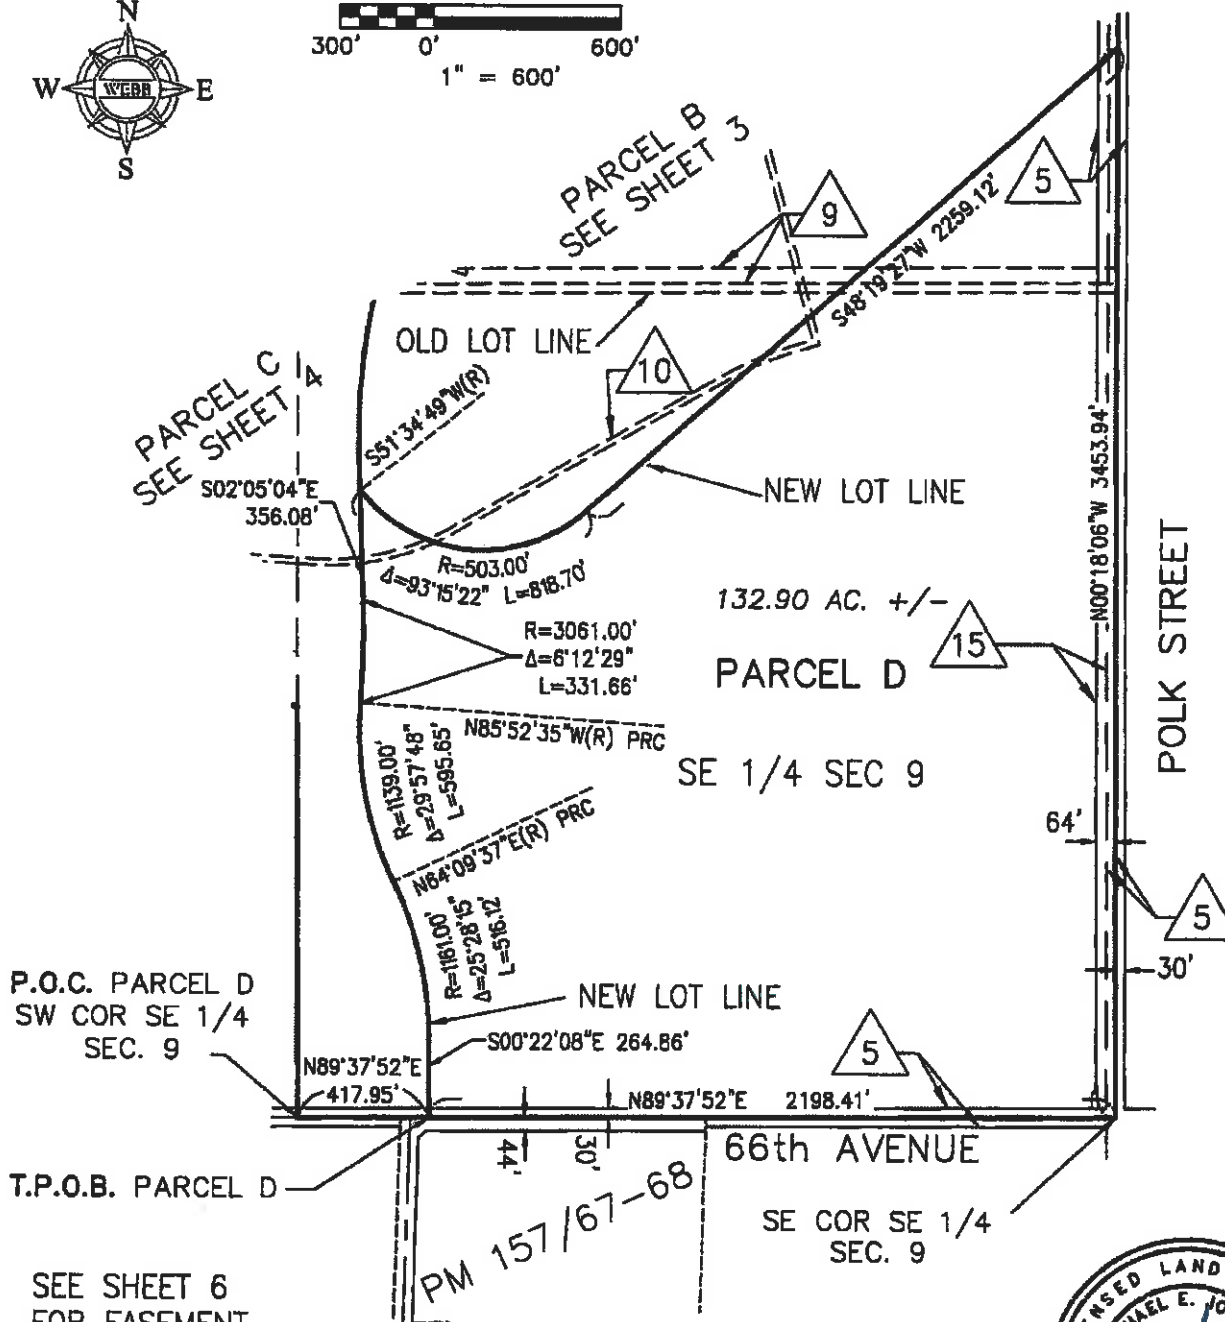 N
W
WEBB
E
S
300' 0' 600'
1" = 600'
PARCEL B
SEE SHEET 3
5
9
S48°19'27"W 2259.12'
OLD LOT LINE
10
PARCEL C
SEE SHEET 4
S51°34'49"W(R)
S02°05'04"E
356.08'
NEW LOT LINE
N00°18'06"W 3453.94'
R=503.00'
Δ=93°15'22" L=818.70'
132.90 AC. +/-
15
R=3061.00'
Δ=6°12'29"
L=331.66'
PARCEL D
POLK STREET
N85°52'35"W(R) PRC
SE 1/4 SEC 9
R=1139.00'
Δ=29°57'48"
L=595.65'
64'
N64°09'37"E(R) PRC
5
R=1161.00'
Δ=25°28'15"
L=516.12'
30'
P.O.C. PARCEL D
SW COR SE 1/4
SEC. 9
NEW LOT LINE
S00°22'08"E 264.86'
5
N89°37'52"E
417.95'
N89°37'52"E 2198.41'
66th AVENUE
44'
30'
T.P.O.B. PARCEL D
PM 157/67-68
SE COR SE 1/4
SEC. 9
SEE SHEET 6
FOR EASEMENT
NSED LAND
HAEL E. JO